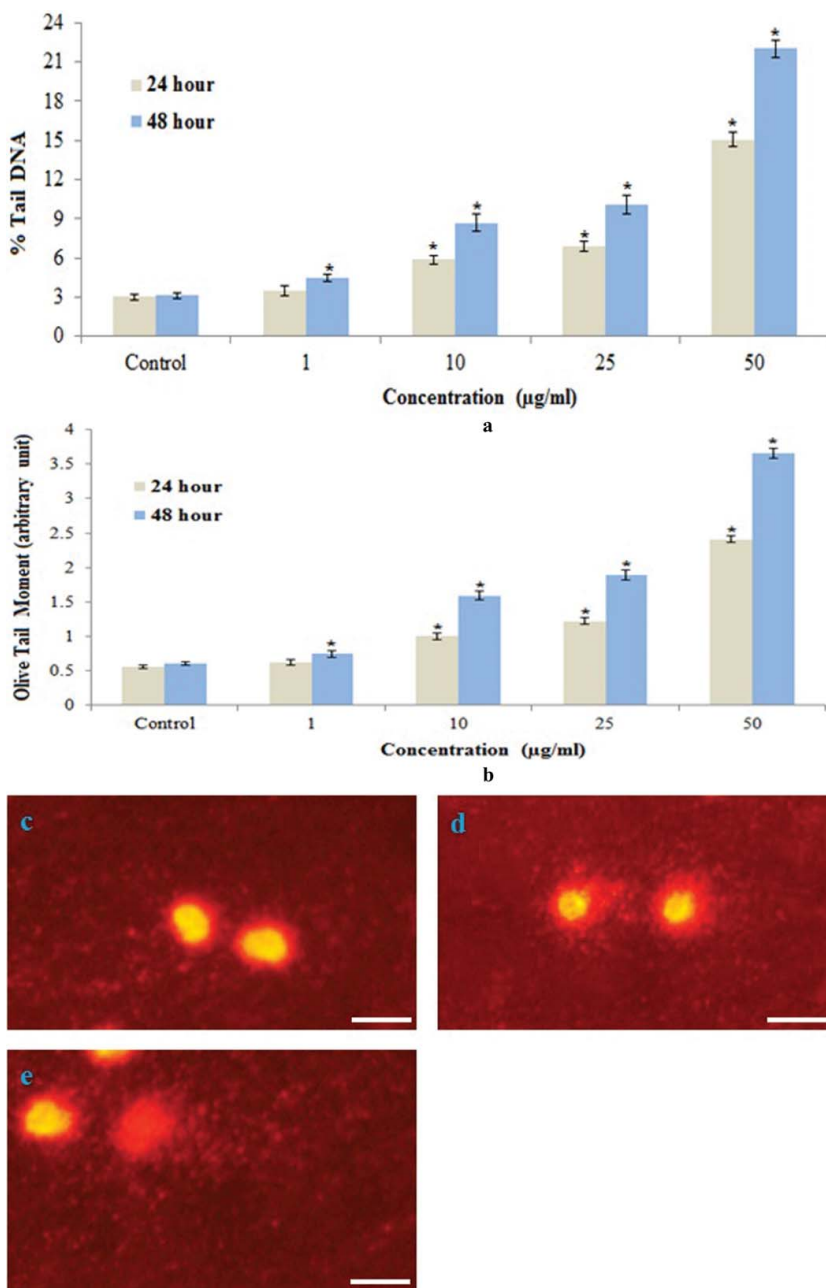 24
21
18
15
12
9
6
3
0
% Tail DNA
24 hour
48 hour
*
*
*
*
*
*
*
Control 1 10 25 50
Concentration (µg/ml)
a
4
3.5
3
2.5
2
1.5
1
0.5
0
Olive Tail Moment (arbitrary unit)
24 hour
48 hour
*
*
*
*
*
*
*
Control 1 10 25 50
Concentration (µg/ml)
b
c
d
e